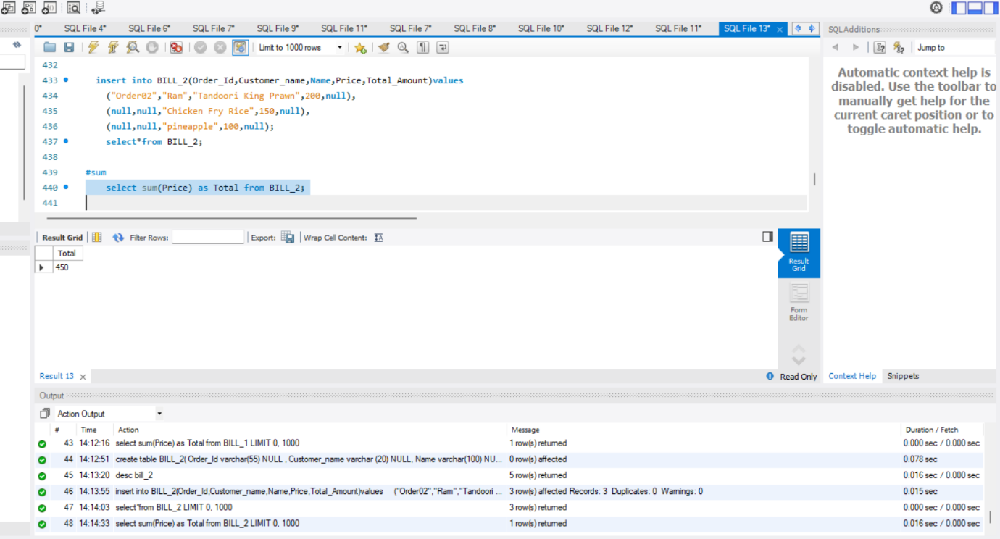 0* SQL File 4* SQL File 6* SQL File 7* SQL File 9* SQL File 11* SQL File 7* SQL File 8* SQL File 10* SQL File 12* SQL File 11* SQL File 13*
SQLAdditions
Limit to 1000 rows
Jump to
432
433 insert into BILL_2(Order_Id,Customer_name,Name,Price,Total_Amount)values
434 ("Order02","Ram","Tandoori King Prawn",200,null),
435 (null,null,"Chicken Fry Rice",150,null),
436 (null,null,"pineapple",100,null);
437 select*from BILL_2;
438
439 #sum
440 select sum(Price) as Total from BILL_2;
441
Automatic context help is
disabled. Use the toolbar to
manually get help for the
current caret position or to
toggle automatic help.
Result Grid Filter Rows: Export: Wrap Cell Content:
Total
450
Result
Grid
Form
Editor
Result 13
Read Only
Context Help Snippets
Output
Action Output
# Time Action Message Duration / Fetch
43 14:12:16 select sum(Price) as Total from BILL_1 LIMIT 0, 1000 1 row(s) returned 0.000 sec / 0.000 sec
44 14:12:51 create table BILL_2( Order_Id varchar(55) NULL , Customer_name varchar (20) NULL, Name varchar(100) NU... 0 row(s) affected 0.078 sec
45 14:13:20 desc bill_2 5 row(s) returned 0.016 sec / 0.000 sec
46 14:13:55 insert into BILL_2(Order_Id,Customer_name,Name,Price,Total_Amount)values ("Order02","Ram","Tandoori ... 3 row(s) affected Records: 3 Duplicates: 0 Warnings: 0 0.015 sec
47 14:14:03 select*from BILL_2 LIMIT 0, 1000 3 row(s) returned 0.000 sec / 0.000 sec
48 14:14:33 select sum(Price) as Total from BILL_2 LIMIT 0, 1000 1 row(s) returned 0.016 sec / 0.000 sec